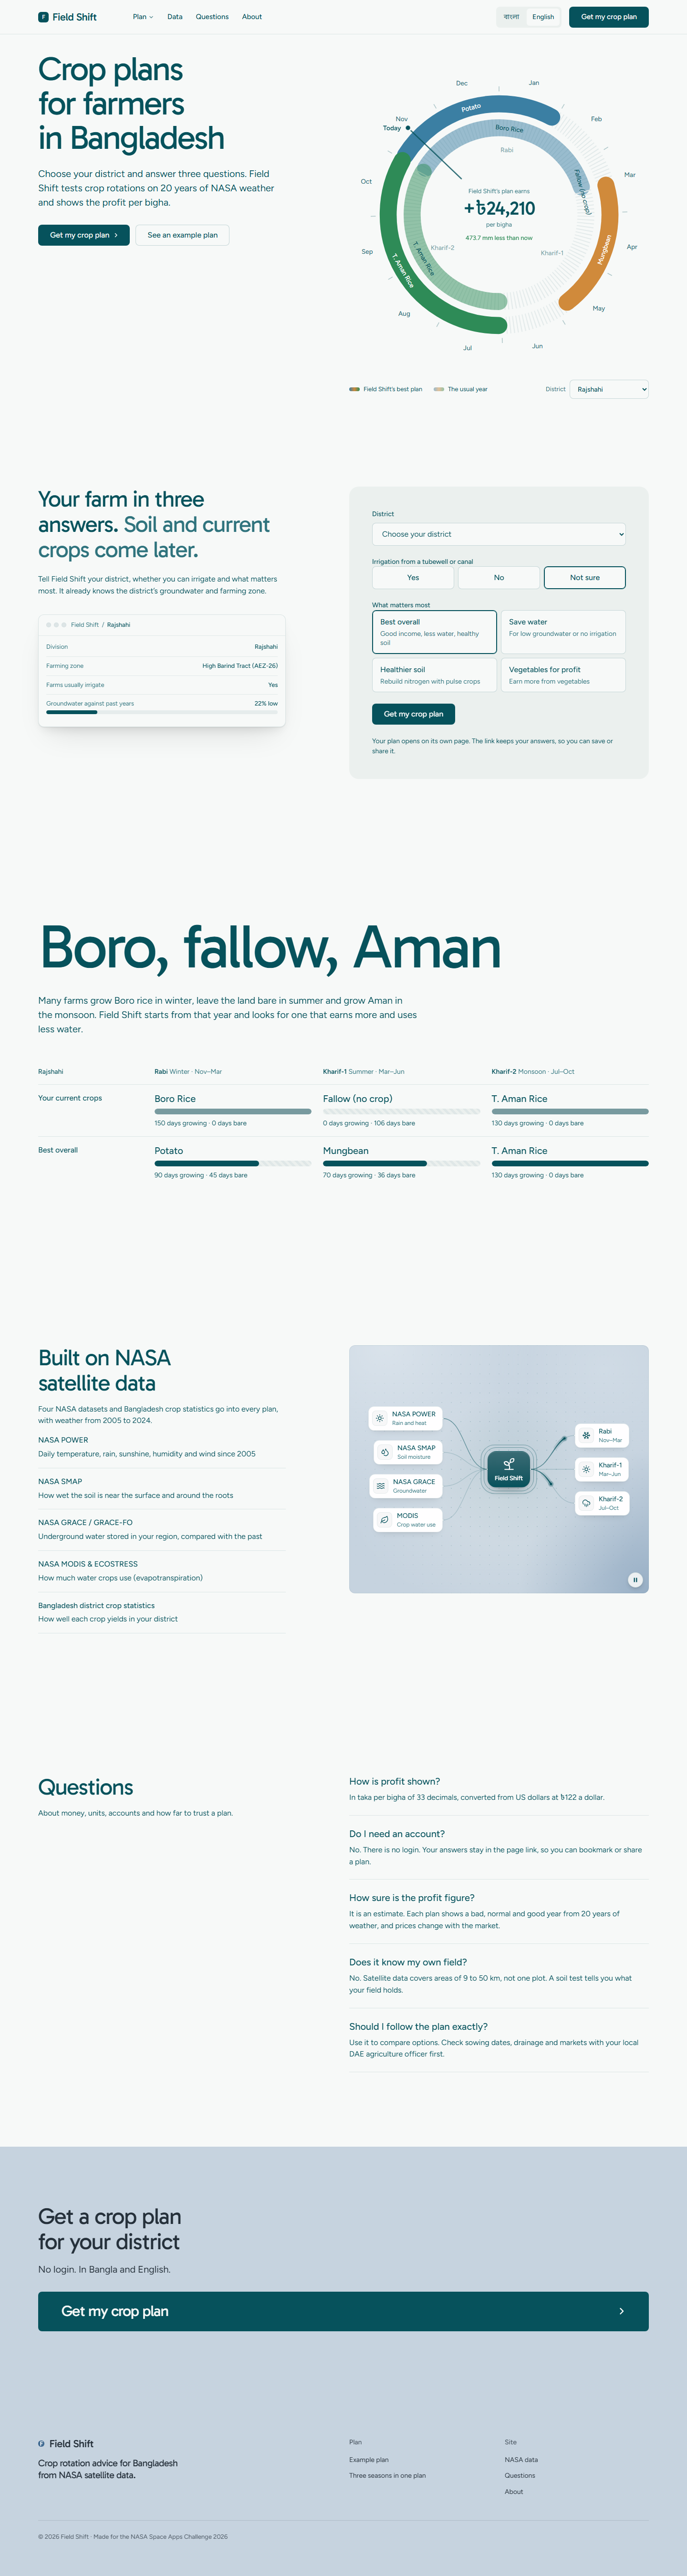 Field Shift
Plan
Data
Questions
About
বাংলা
English
Get my crop plan
Crop plans
for farmers
in Bangladesh
Choose your district and answer three questions. Field
Shift tests crop rotations on 20 years of NASA weather
and shows the profit per bigha.
Get my crop plan
See an example plan
Dec
Jan
Feb
Mar
Apr
May
Jun
Jul
Aug
Sep
Oct
Nov
Today
Potato
Boro Rice
Rabi
Fallow (no crop)
Mungbean
Kharif-1
Kharif-2
T. Aman Rice
T. Aman Rice
Field Shift's plan earns
+৳24,210
per bigha
473.7 mm less than now
Field Shift's best plan
The usual year
District
Rajshahi
Your farm in three
answers. Soil and current
crops come later.
Tell Field Shift your district, whether you can irrigate and what matters
most. It already knows the district's groundwater and farming zone.
Field Shift / Rajshahi
Division Rajshahi
Farming zone High Barind Tract (AEZ-26)
Farms usually irrigate Yes
Groundwater against past years 22% low
District
Choose your district
Irrigation from a tubewell or canal
Yes
No
Not sure
What matters most
Best overall
Good income, less water, healthy
soil
Save water
For low groundwater or no irrigation
Healthier soil
Rebuild nitrogen with pulse crops
Vegetables for profit
Earn more from vegetables
Get my crop plan
Your plan opens on its own page. The link keeps your answers, so you can save or
share it.
Boro, fallow, Aman
Many farms grow Boro rice in winter, leave the land bare in summer and grow Aman in
the monsoon. Field Shift starts from that year and looks for one that earns more and uses
less water.
Rajshahi
Rabi Winter · Nov–Mar
Kharif-1 Summer · Mar–Jun
Kharif-2 Monsoon · Jul–Oct
Your current crops
Boro Rice
150 days growing · 0 days bare
Fallow (no crop)
0 days growing · 106 days bare
T. Aman Rice
130 days growing · 0 days bare
Best overall
Potato
90 days growing · 45 days bare
Mungbean
70 days growing · 36 days bare
T. Aman Rice
130 days growing · 0 days bare
Built on NASA
satellite data
Four NASA datasets and Bangladesh crop statistics go into every plan,
with weather from 2005 to 2024.
NASA POWER
Daily temperature, rain, sunshine, humidity and wind since 2005
NASA SMAP
How wet the soil is near the surface and around the roots
NASA GRACE / GRACE-FO
Underground water stored in your region, compared with the past
NASA MODIS & ECOSTRESS
How much water crops use (evapotranspiration)
Bangladesh district crop statistics
How well each crop yields in your district
NASA POWER
Rain and heat
NASA SMAP
Soil moisture
NASA GRACE
Groundwater
MODIS
Crop water use
Field Shift
Rabi
Nov–Mar
Kharif-1
Mar–Jun
Kharif-2
Jul–Oct
Questions
About money, units, accounts and how far to trust a plan.
How is profit shown?
In taka per bigha of 33 decimals, converted from US dollars at ৳122 a dollar.
Do I need an account?
No. There is no login. Your answers stay in the page link, so you can bookmark or share
a plan.
How sure is the profit figure?
It is an estimate. Each plan shows a bad, normal and good year from 20 years of
weather, and prices change with the market.
Does it know my own field?
No. Satellite data covers areas of 9 to 50 km, not one plot. A soil test tells you what
your field holds.
Should I follow the plan exactly?
Use it to compare options. Check sowing dates, drainage and markets with your local
DAE agriculture officer first.
Get a crop plan
for your district
No login. In Bangla and English.
Get my crop plan
Field Shift
Crop rotation advice for Bangladesh
from NASA satellite data.
Plan
Example plan
Three seasons in one plan
Site
NASA data
Questions
About
© 2026 Field Shift · Made for the NASA Space Apps Challenge 2026